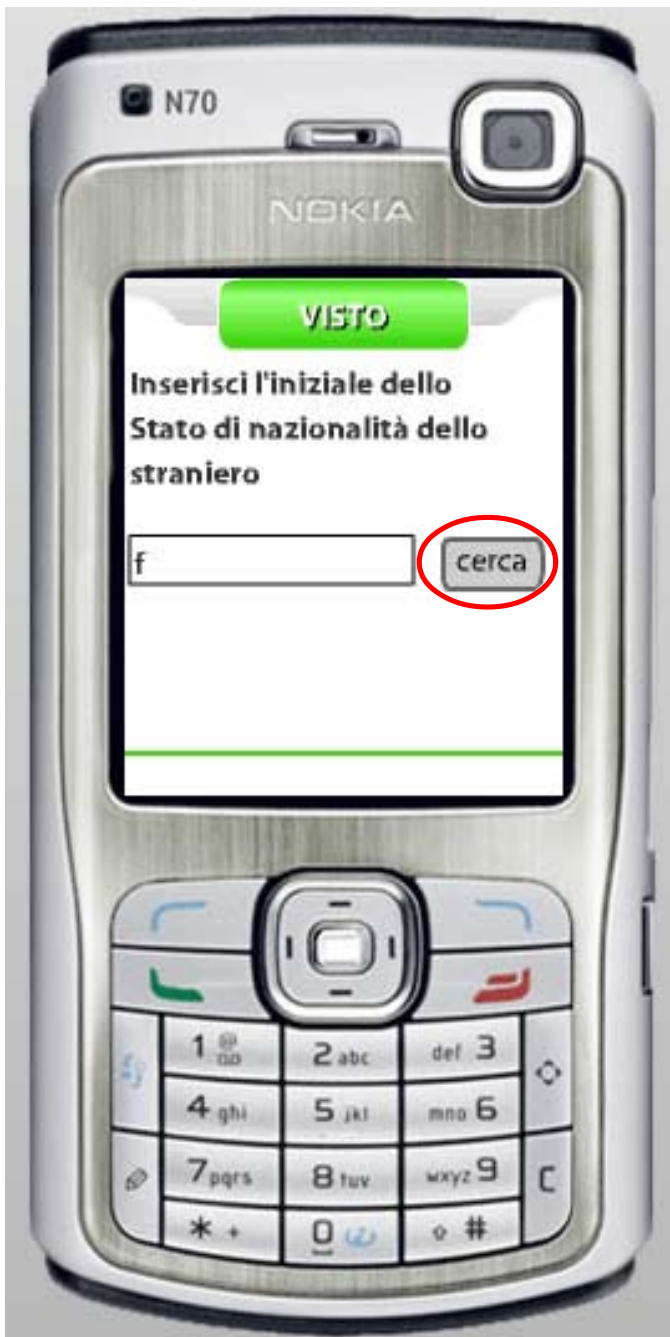 N70
NOKIA
VISTO
Inserisci l'iniziale dello
Stato di nazionalità dello
straniero
f
cerca
1 @
2 abc
def 3
4 ghi
5 jkl
mno 6
7 pqrs
8 tuv
wxyz 9
C
* +
0
#